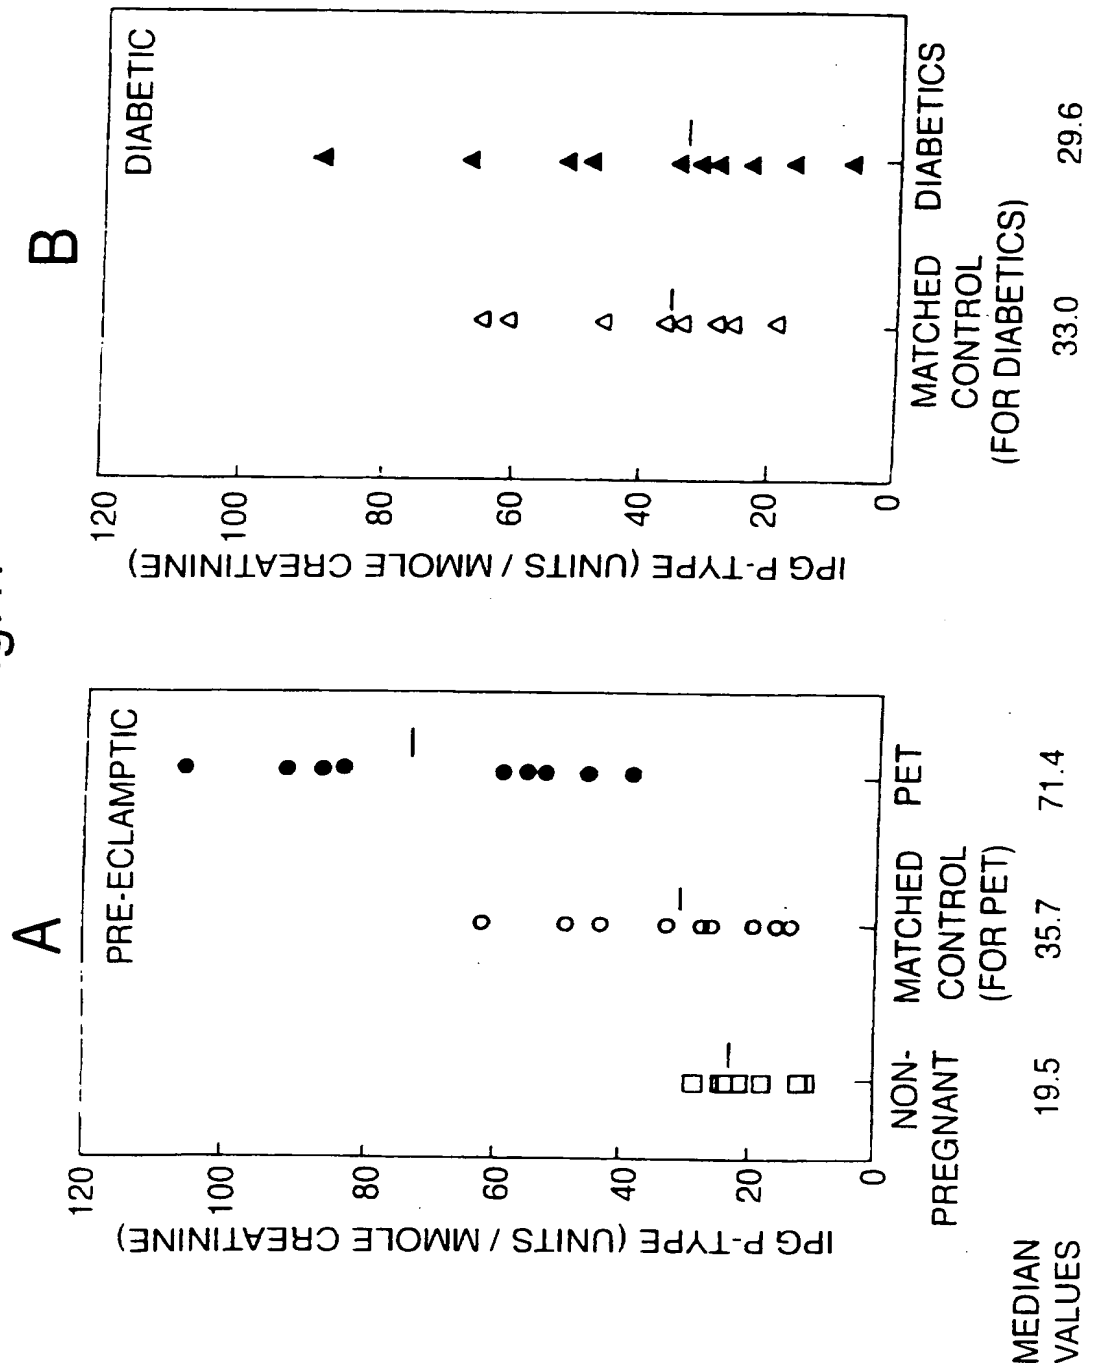 A
PRE-ECLAMPTIC
IPG P-TYPE (UNITS / MMOLE CREATININE)
120
100
80
60
40
20
0
NON-
PREGNANT
MATCHED
CONTROL
(FOR PET)
PET
MEDIAN
VALUES
19.5
35.7
71.4
B
DIABETIC
IPG P-TYPE (UNITS / MMOLE CREATININE)
120
100
80
60
40
20
0
MATCHED
CONTROL
(FOR DIABETICS)
DIABETICS
33.0
29.6